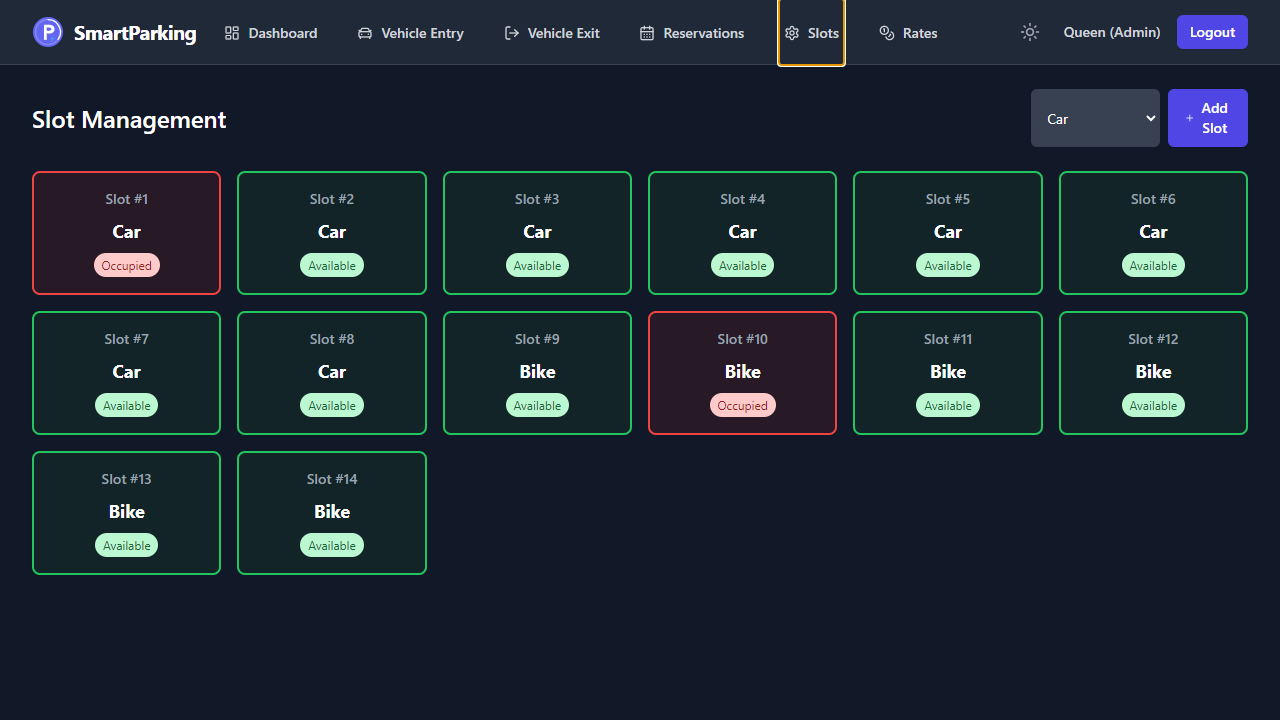 P SmartParking Dashboard Vehicle Entry Vehicle Exit Reservations Slots Rates Queen (Admin) Logout
Slot Management
Car
Add
Slot
Slot #1
Car
Occupied
Slot #2
Car
Available
Slot #3
Car
Available
Slot #4
Car
Available
Slot #5
Car
Available
Slot #6
Car
Available
Slot #7
Car
Available
Slot #8
Car
Available
Slot #9
Bike
Available
Slot #10
Bike
Occupied
Slot #11
Bike
Available
Slot #12
Bike
Available
Slot #13
Bike
Available
Slot #14
Bike
Available